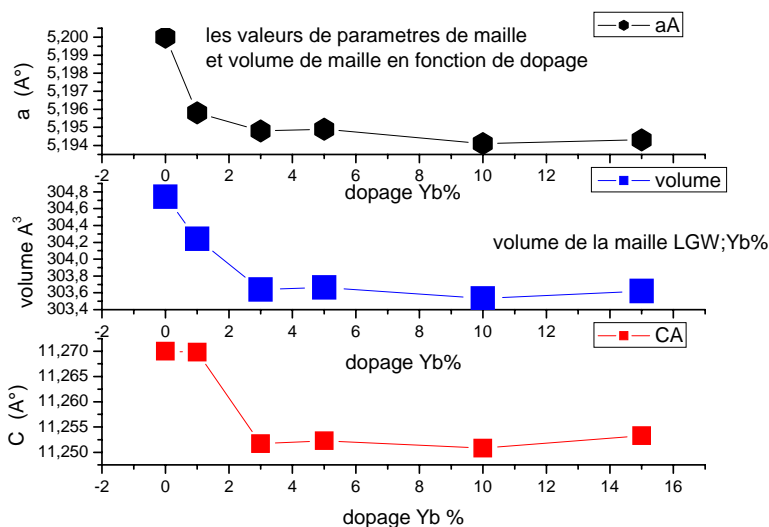 aA
les valeurs de parametres de maille
et volume de maille en fonction de dopage
5,200
5,199
5,198
5,197
5,196
5,195
5,194
a (A°)
-2 0 2 4 6 8 10 12 14 16
dopage Yb%
volume
304,8
304,6
304,4
304,2
304,0
303,8
303,6
303,4
volume A³
volume de la maille LGW;Yb%
-2 0 2 4 6 8 10 12 14 16
dopage Yb%
CA
11,270
11,265
11,260
11,255
11,250
C (A°)
-2 0 2 4 6 8 10 12 14 16
dopage Yb %